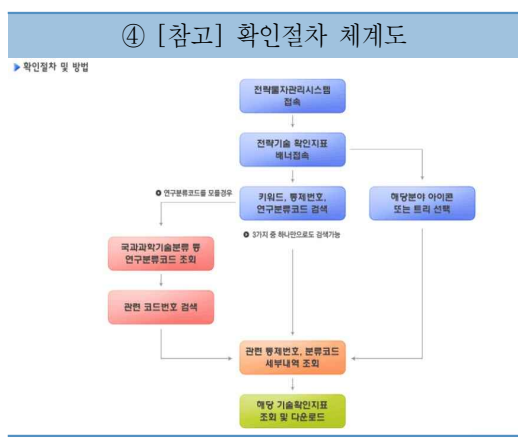 ④ [참고] 확인절차 체계도
확인절차 및 방법
전략물자관리시스템
접속
전략기술 확인지표
배너접속
연구분류코드를 모를경우
키워드, 통제번호,
연구분류코드 검색
해당분야 아이콘
또는 트리 선택
3가지 중 하나만으로도 검색가능
국과과학기술분류 중
연구분류코드 조회
관련 코드번호 검색
관련 통제번호, 분류코드
세부내역 조회
해당 기술확인지표
조회 및 다운로드